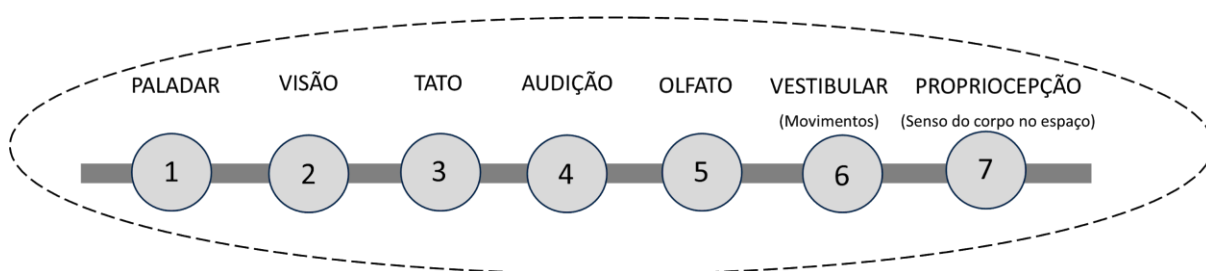 PALADAR VISÃO TATO AUDIÇÃO OLFATO VESTIBULAR PROPRIOCEPÇÃO
(Movimentos) (Senso do corpo no espaço)
1 2 3 4 5 6 7